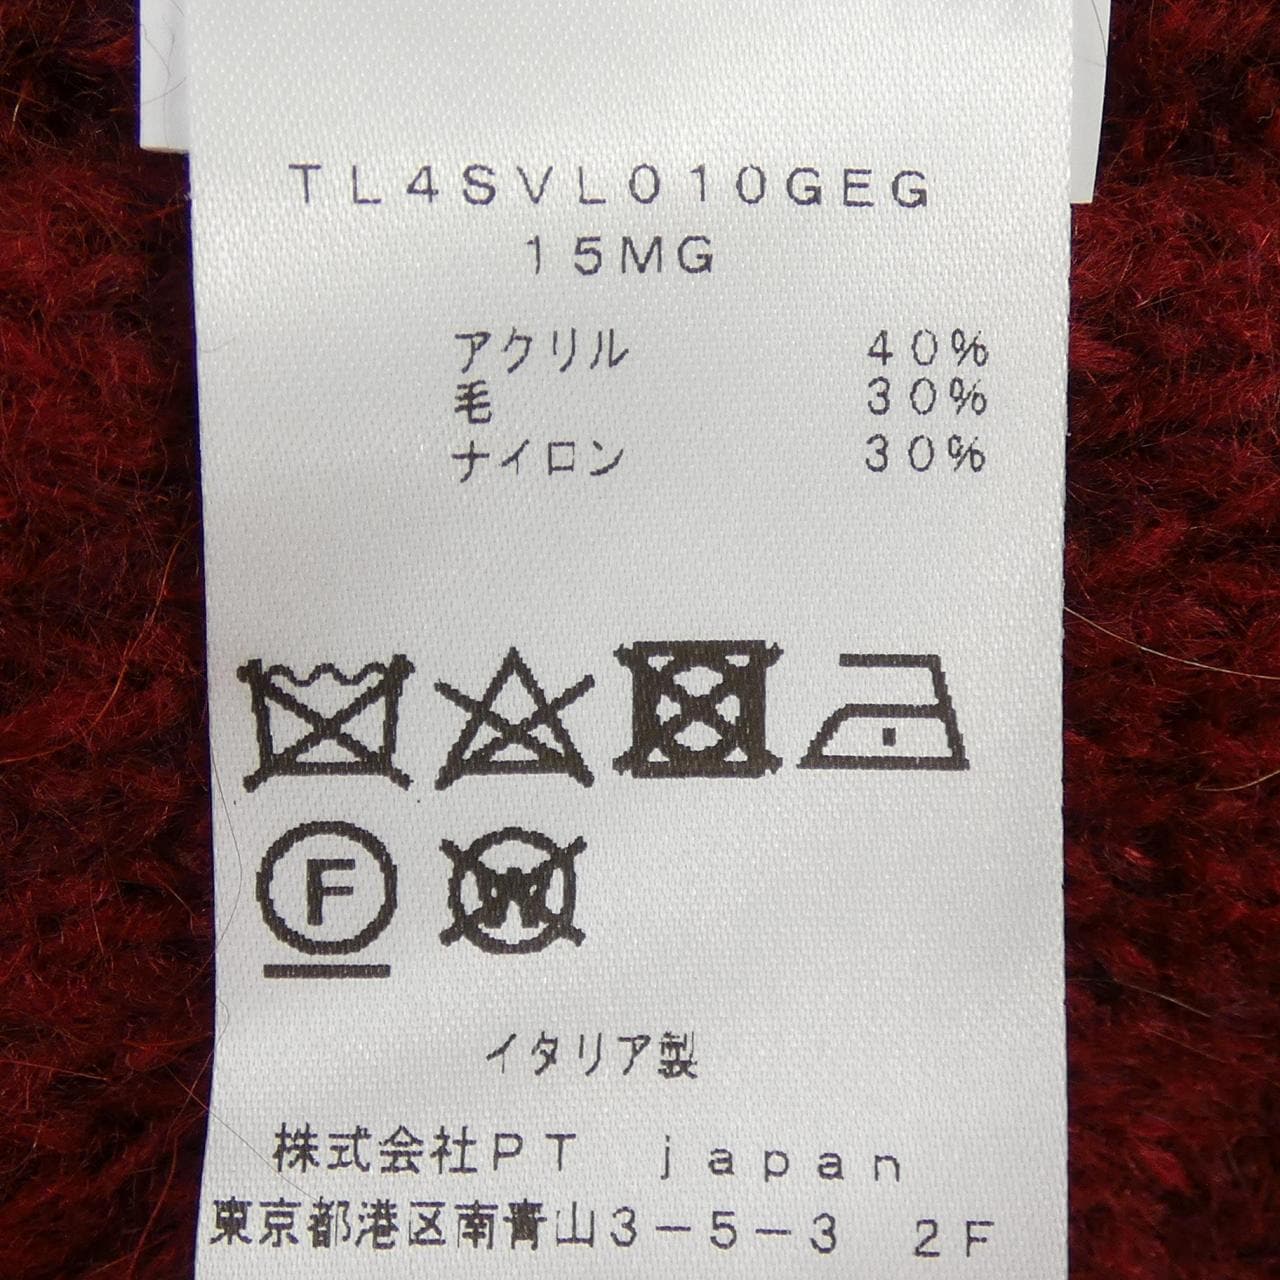 TL4SVL010GEG
15MG
アクリル 40%
毛 30%
ナイロン 30%
F W
イタリア製
株式会社PT japan
東京都港区南青山3-5-3 2F